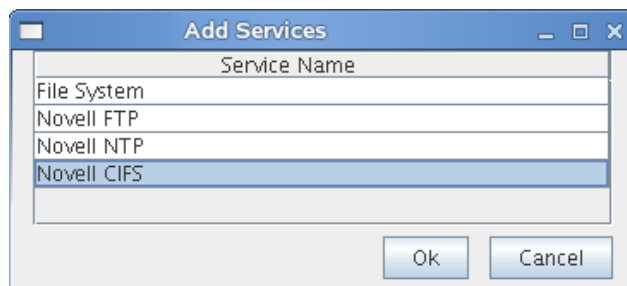 Add Services
Service Name
File System
Novell FTP
Novell NTP
Novell CIFS
Ok Cancel